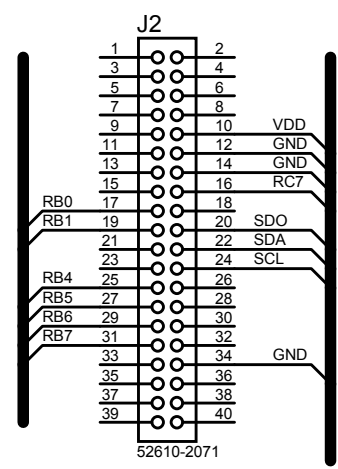 J2
1 2
3 4
5 6
7 8
9 10 VDD
11 12 GND
13 14 GND
15 16 RC7
RB0 17 18
RB1 19 20 SDO
21 22 SDA
23 24 SCL
RB4 25 26
RB5 27 28
RB6 29 30
RB7 31 32
33 34 GND
35 36
37 38
39 40
52610-2071